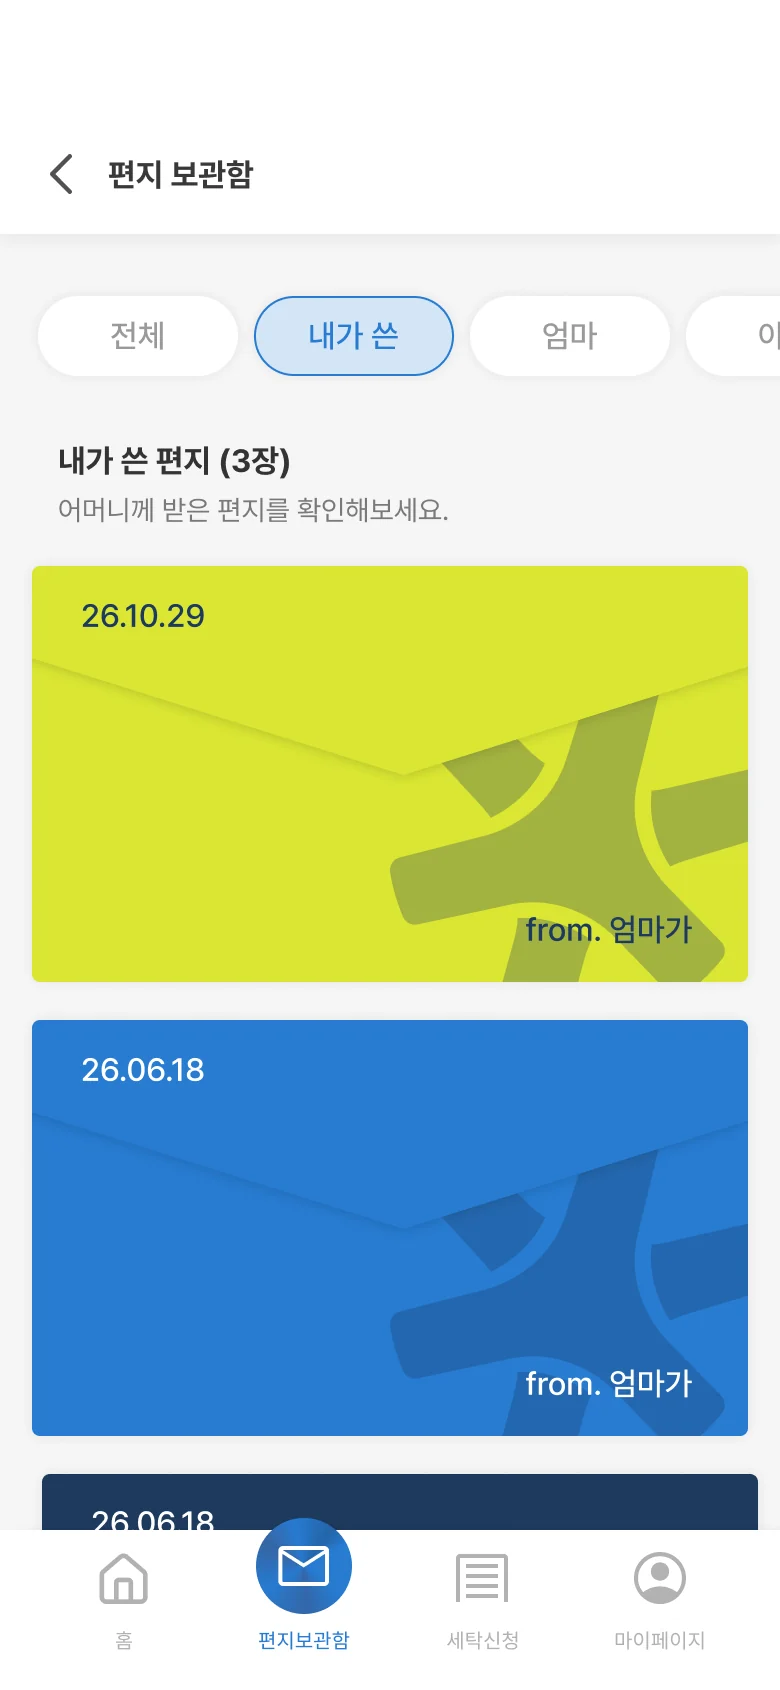 편지 보관함
전체
내가 쓴
엄마
내가 쓴 편지 (3장)
어머니께 받은 편지를 확인해보세요.
26.10.29
from. 엄마가
26.06.18
from. 엄마가
26.06.18
홈
편지보관함
세탁신청
마이페이지